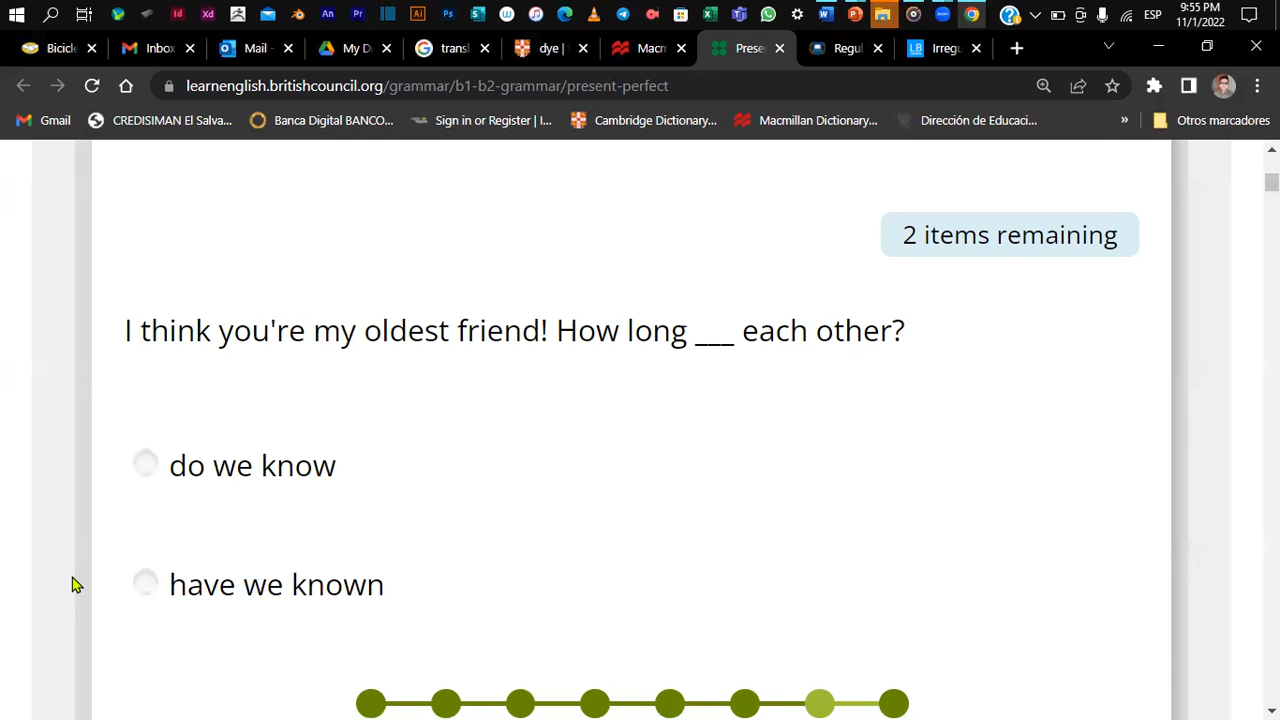 9:55 PM
ESP
11/1/2022
Bicicle
Inbox
Mail -
My D
transl
dye |
Macm
Prese
Regul
Irregu
learnenglish.britishcouncil.org/grammar/b1-b2-grammar/present-perfect
Gmail
CREDISIMAN El Salva...
Banca Digital BANCO...
Sign in or Register | I...
Cambridge Dictionary...
Macmillan Dictionary...
Dirección de Educaci...
»
Otros marcadores
2 items remaining
I think you're my oldest friend! How long ___ each other?
do we know
have we known